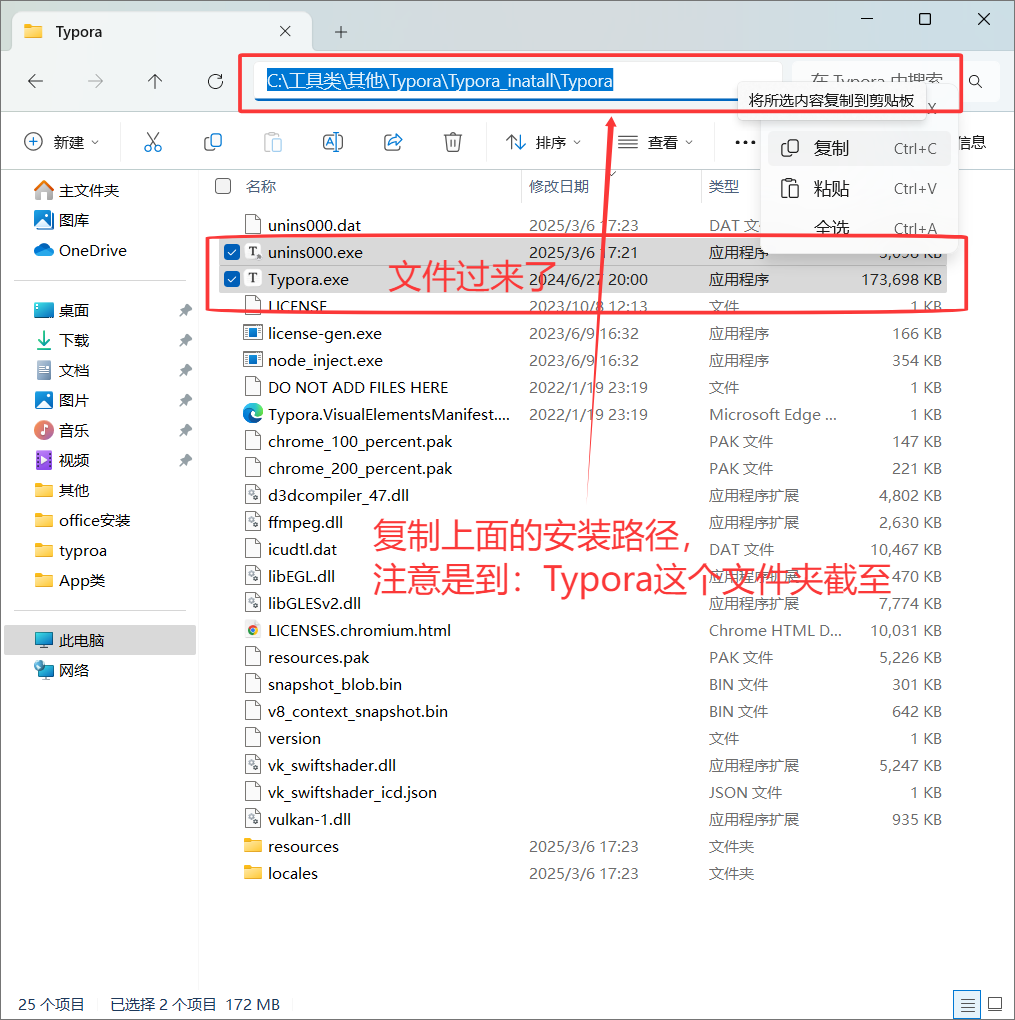 Typora
C:\工具类\其他\Typora\Typora_inatall\Typora
在 Typora 中搜索
将所选内容复制到剪贴板
新建
排序
查看
信息
复制 Ctrl+C
粘贴 Ctrl+V
全选 Ctrl+A
主文件夹
图库
OneDrive
桌面
下载
文档
图片
音乐
视频
其他
office安装
typroa
App类
此电脑
网络
名称 修改日期 类型
unins000.dat 2025/3/6 17:23 DAT 文
unins000.exe 2025/3/6 17:21 应用程序 3,098 KB
Typora.exe 2024/6/27 20:00 应用程序 173,698 KB
文件过来了
LICENSE 2023/10/8 12:13 文件 1 KB
license-gen.exe 2023/6/9 16:32 应用程序 166 KB
node_inject.exe 2023/6/9 16:32 应用程序 354 KB
DO NOT ADD FILES HERE 2022/1/19 23:19 文件 1 KB
Typora.VisualElementsManifest.... 2022/1/19 23:19 Microsoft Edge ... 1 KB
chrome_100_percent.pak PAK 文件 147 KB
chrome_200_percent.pak PAK 文件 221 KB
d3dcompiler_47.dll 应用程序扩展 4,802 KB
ffmpeg.dll 应用程序扩展 2,630 KB
icudtl.dat DAT 文件 10,467 KB
libEGL.dll 应用程序扩展 470 KB
libGLESv2.dll 应用程序扩展 7,774 KB
复制上面的安装路径，
注意是到：Typora这个文件夹截至
LICENSES.chromium.html Chrome HTML D... 10,031 KB
resources.pak PAK 文件 5,226 KB
snapshot_blob.bin BIN 文件 301 KB
v8_context_snapshot.bin BIN 文件 642 KB
version 文件 1 KB
vk_swiftshader.dll 应用程序扩展 5,247 KB
vk_swiftshader_icd.json JSON 文件 1 KB
vulkan-1.dll 应用程序扩展 935 KB
resources 2025/3/6 17:23 文件夹
locales 2025/3/6 17:23 文件夹
25 个项目 已选择 2 个项目 172 MB